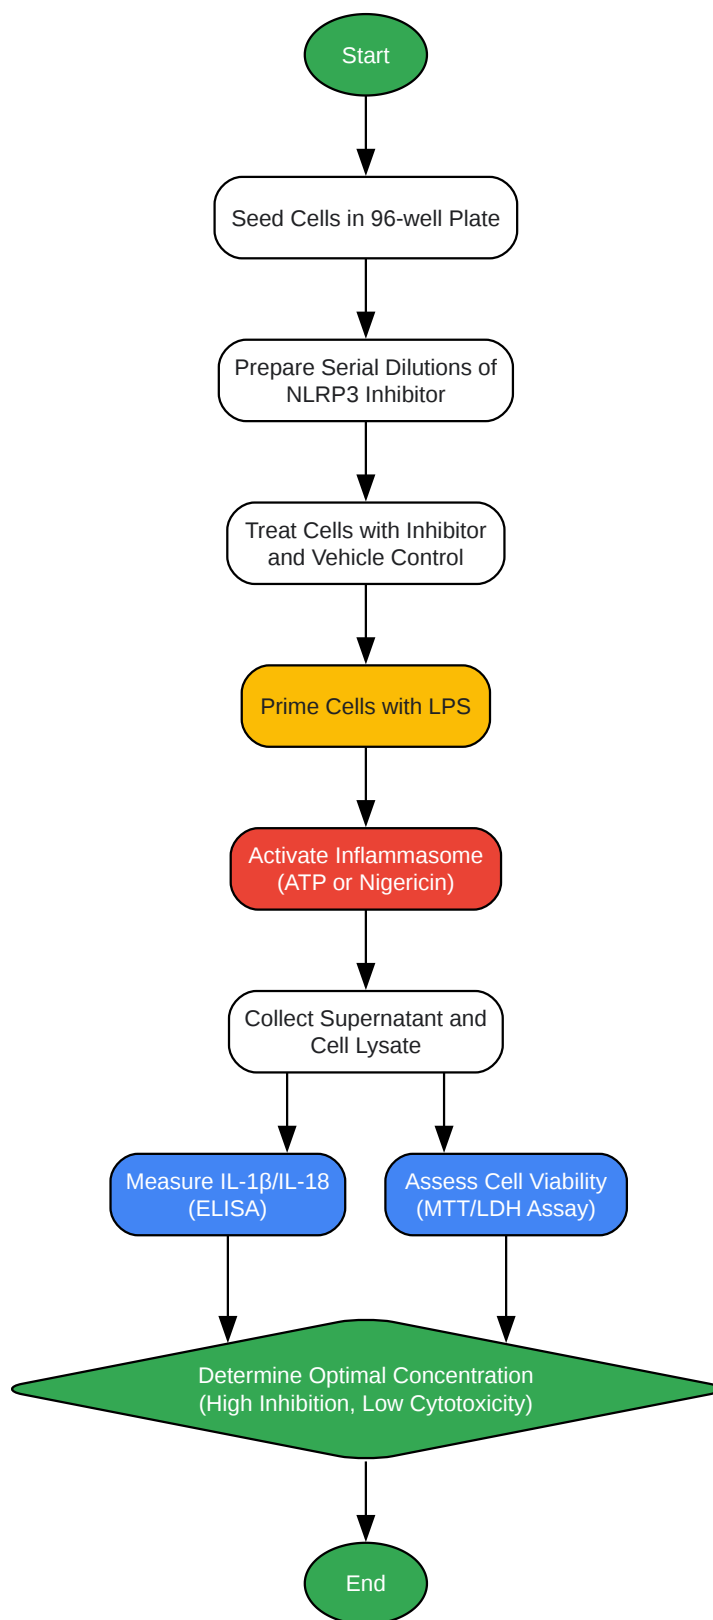 Start
Seed Cells in 96-well Plate
Prepare Serial Dilutions of
NLRP3 Inhibitor
Treat Cells with Inhibitor
and Vehicle Control
Prime Cells with LPS
Activate Inflammasome
(ATP or Nigericin)
Collect Supernatant and
Cell Lysate
Measure IL-1β/IL-18
(ELISA)
Assess Cell Viability
(MTT/LDH Assay)
Determine Optimal Concentration
(High Inhibition, Low Cytotoxicity)
End